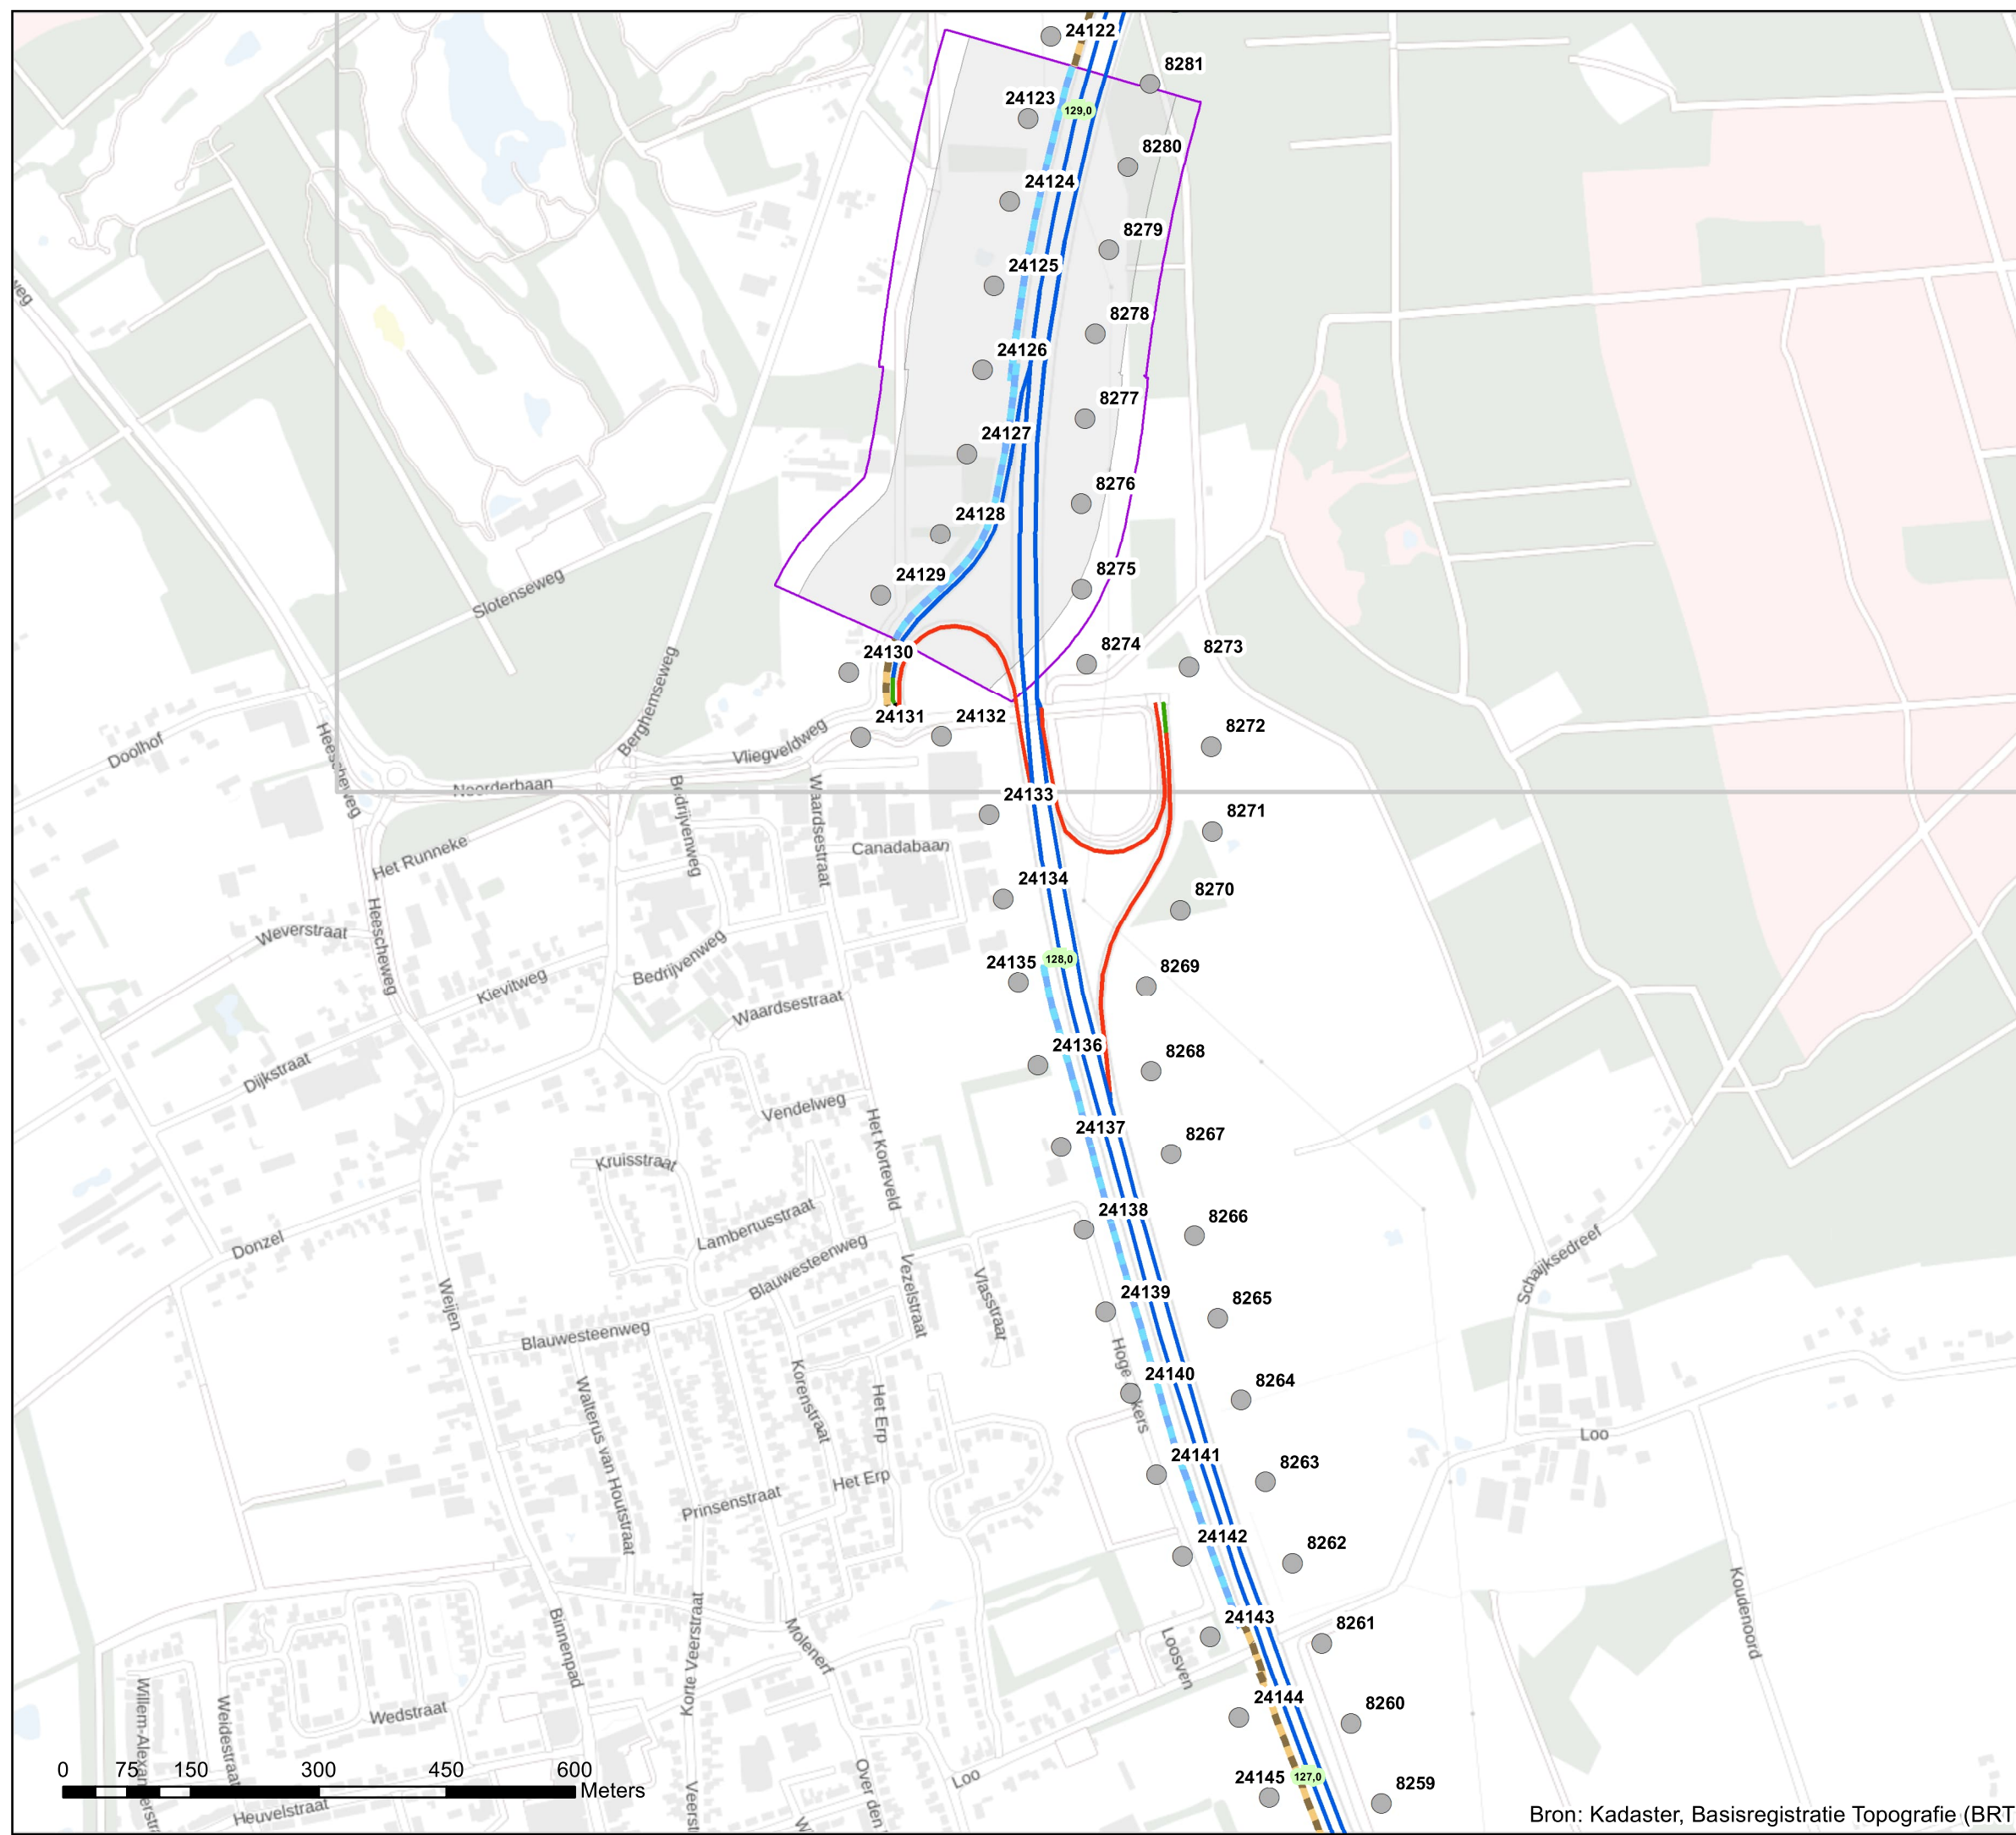 24122
8281
24123
129,0
8280
24124
8279
24125
8278
24126
8277
24127
8276
24128
8275
24129
Slotenseweg
8274
8273
24130
Berghemseweg
24131
24132
8272
Vliegveldweg
Doolhof
Heescheweg
Noorderbaan
24133
Bedrijvenweg
Waardsestraat
8271
Het Runneke
Canadabaan
24134
8270
Heescheweg
Weverstraat
128,0
24135
8269
Bedrijvenweg
Kievitweg
Waardsestraat
24136
8268
Dijkstraat
Vendelweg
24137
8267
Het Korteveld
Kruisstraat
24138
8266
Lambertusstraat
Donzel
Blauwesteenweg
Schaijksedreef
24139
8265
Vezelstraat
Vlasstraat
Weijen
Blauwesteenweg
Hoge
kers
24140
8264
Korenstraat
Het Erp
Walterus van Houtstraat
Loo
24141
8263
Het Erp
Prinsenstraat
24142
8262
Koudenoord
24143
8261
Binnenpad
Korte Veerstraat
Molenerf
Loosven
24144
8260
Weidestraat
Wedstraat
0 75 150 300 450 600
Meters
Over den
Loo
24145
127,0
8259
Heuvelstraat
Bron: Kadaster, Basisregistratie Topografie (BRT